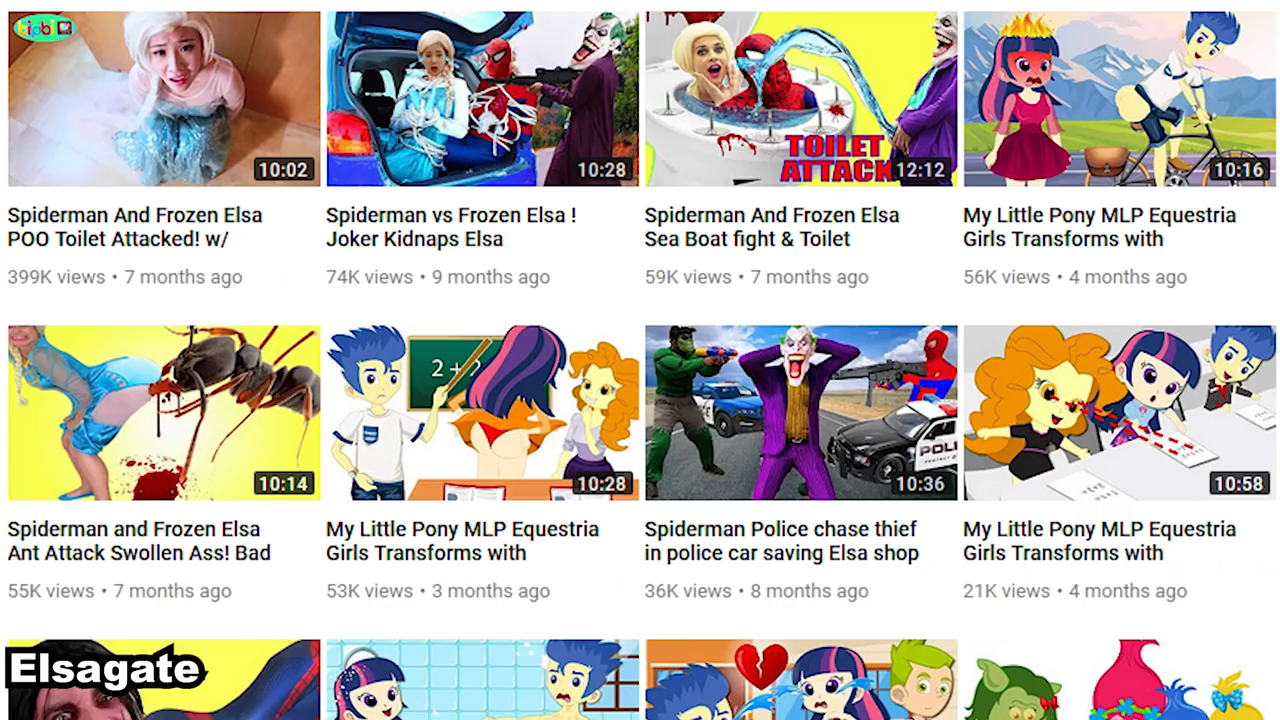 bipbi
10:02
10:28
TOILET
ATTACK
12:12
10:16
Spiderman And Frozen Elsa
POO Toilet Attacked! w/
399K views • 7 months ago
Spiderman vs Frozen Elsa !
Joker Kidnaps Elsa
74K views • 9 months ago
Spiderman And Frozen Elsa
Sea Boat fight & Toilet
59K views • 7 months ago
My Little Pony MLP Equestria
Girls Transforms with
56K views • 4 months ago
10:14
2+?
10:28
POLI
10:36
10:58
Spiderman and Frozen Elsa
Ant Attack Swollen Ass! Bad
55K views • 7 months ago
My Little Pony MLP Equestria
Girls Transforms with
53K views • 3 months ago
Spiderman Police chase thief
in police car saving Elsa shop
36K views • 8 months ago
My Little Pony MLP Equestria
Girls Transforms with
21K views • 4 months ago
Elsagate